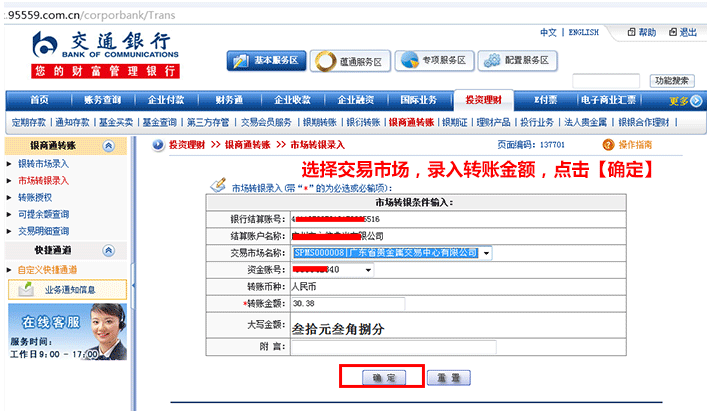 .95559.com.cn/corporbank/Trans
中文 | ENGLISH 帮助 退出
交通銀行
BANK OF COMMUNICATIONS
您的财富管理银行
基本服务区 蕴通服务区 专项服务区 配置服务区
功能搜索
首页 账务查询 企业付款 财务通 企业收款 企业融资 国际业务 投资理财 E付票 电子商业汇票 更多
定期存款 | 通知存款 | 基金买卖 | 基金查询 | 第三方存管 | 交易会员服务 | 银期转账 | 银衍转账 | 银商通转账 | 银期证 | 理财产品 | 投行业务 | 法人贵金属 | 银银合作理财 |
银商通转账
银转市场录入
市场转银录入
转账授权
可提余额查询
交易明细查询
快捷通道
自定义快捷通道
业务通知信息
在线客服
服务时间：
工作日9:00 - 17:00
投资理财 >> 银商通转账 >> 市场转银录入 页面编码：137701 操作指南
选择交易市场，录入转账金额，点击【确定】
市场转银录入(带“*”的为必选或必输项)：
市场转银条件输入：
银行结算账号： 5516
结算账户名称： 有限公司
交易市场名称： SPMS000008|广东省贵金属交易中心有限公司
资金账号： 340
转账币种： 人民币
*转账金额： 30.38
大写金额： 叁拾元叁角捌分
附 言：
确 定 重 置